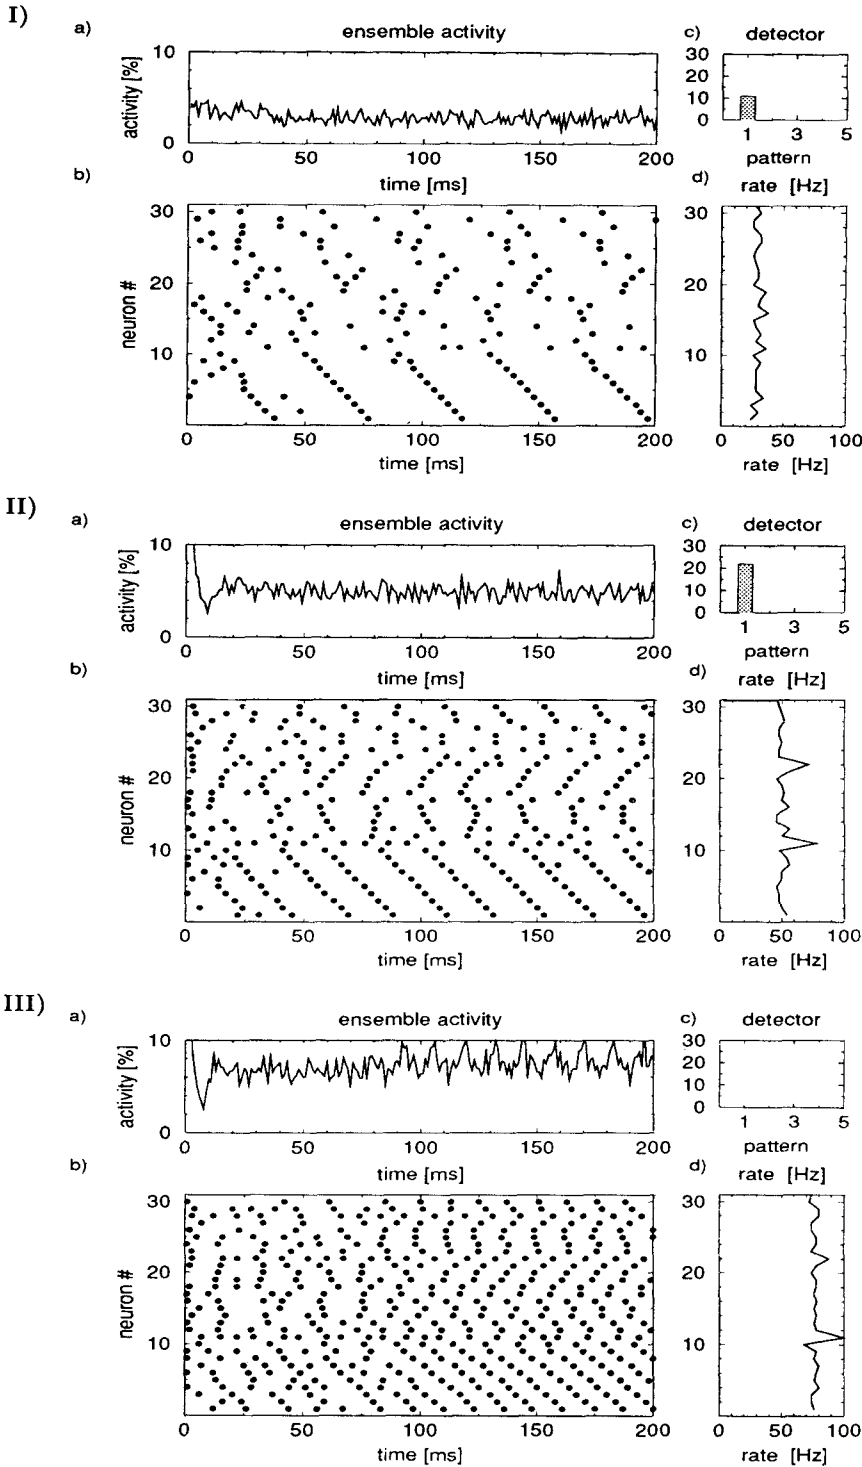 I)
a) ensemble activity c) detector
activity [%]
10
0
0 50 100 150 200
time [ms]
30
20
10
0
1 3 5
pattern
b) d) rate [Hz]
neuron #
30
20
10
0 50 100 150 200
time [ms]
30
20
10
0 50 100
rate [Hz]
II)
a) ensemble activity c) detector
activity [%]
10
0
0 50 100 150 200
time [ms]
30
20
10
0
1 3 5
pattern
b) d) rate [Hz]
neuron #
30
20
10
0 50 100 150 200
time [ms]
30
20
10
0 50 100
rate [Hz]
III)
a) ensemble activity c) detector
activity [%]
10
0
0 50 100 150 200
time [ms]
30
20
10
0
1 3 5
pattern
b) d) rate [Hz]
neuron #
30
20
10
0 50 100 150 200
time [ms]
30
20
10
0 50 100
rate [Hz]